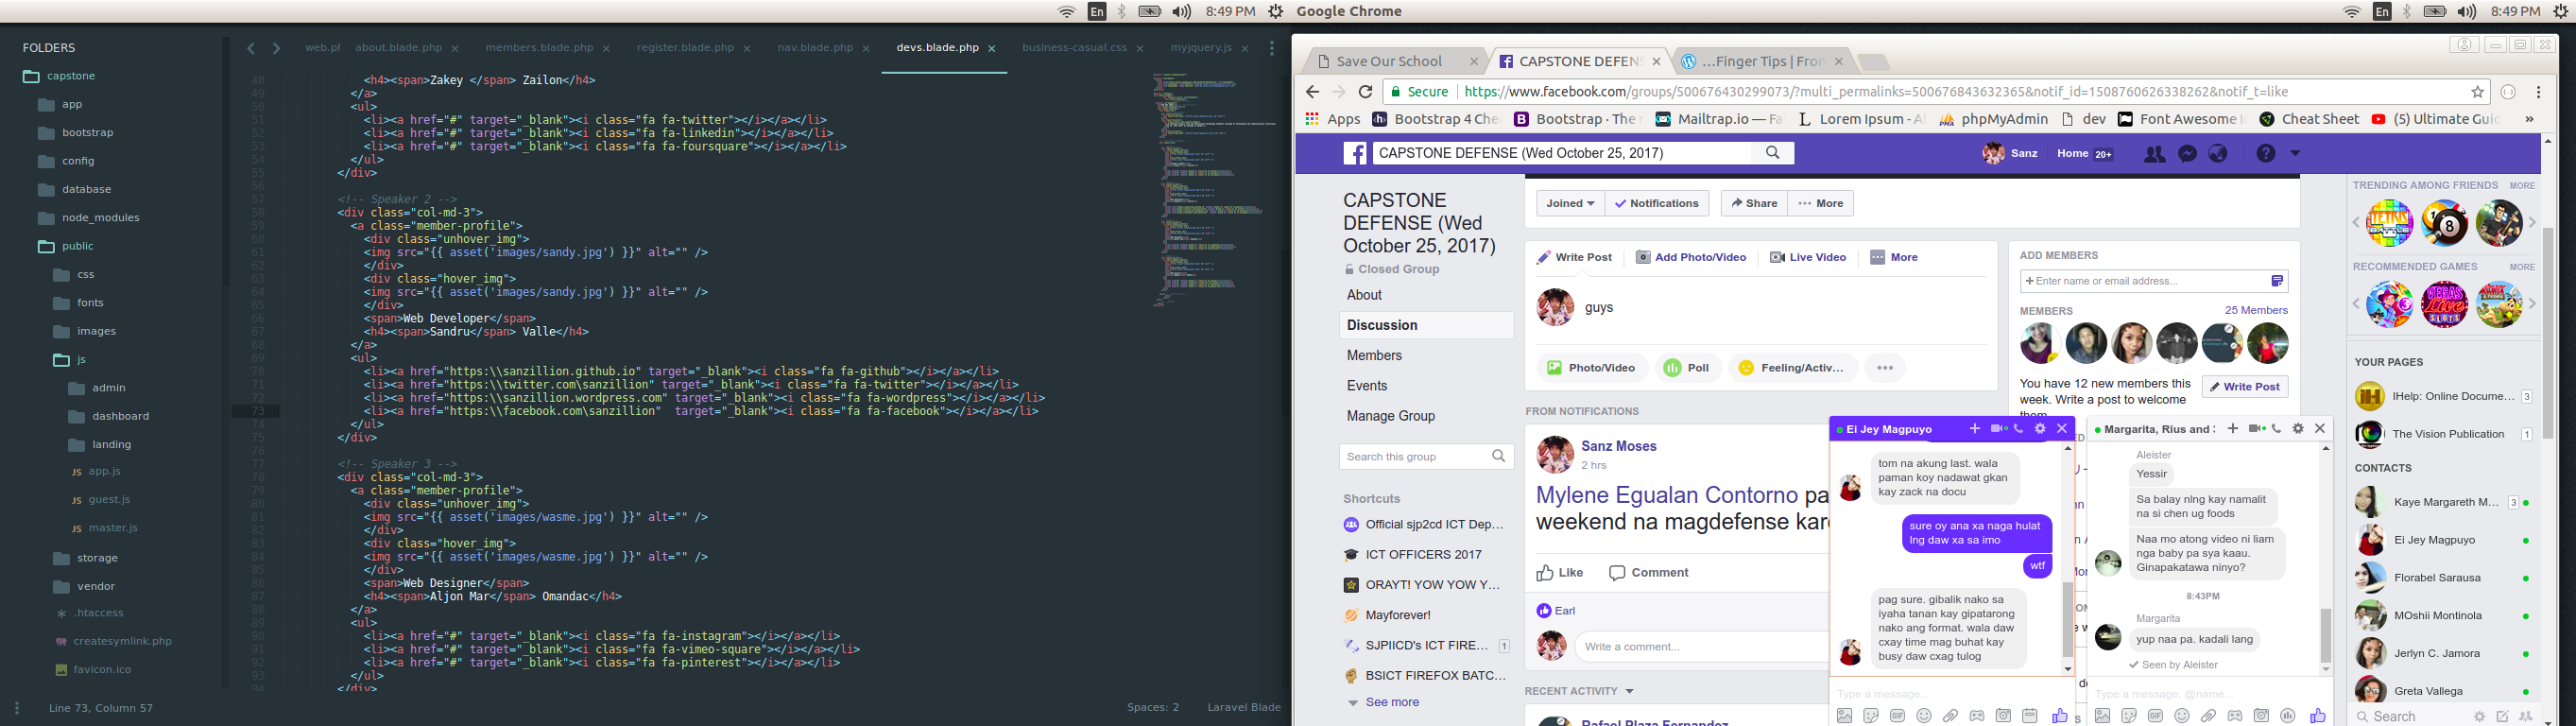 En 8:49 PM Google Chrome En 8:49 PM
FOLDERS
capstone
app
bootstrap
config
database
node_modules
public
css
fonts
images
js
admin
dashboard
landing
app.js
guest.js
master.js
storage
vendor
.htaccess
createsymlink.php
favicon.ico
Line 73, Column 57
Spaces: 2
Laravel Blade
about.blade.php
members.blade.php
register.blade.php
nav.blade.php
devs.blade.php
business-casual.css
myjquery.js
48 <h4><span>Zakey </span> Zailon</h4>
49 </a>
50 <ul>
51 <li><a href="#" target="_blank"><i class="fa fa-twitter"></i></a></li>
52 <li><a href="#" target="_blank"><i class="fa fa-linkedin"></i></a></li>
53 <li><a href="#" target="_blank"><i class="fa fa-foursquare"></i></a></li>
54 </ul>
55 </div>
56
57 <!-- Speaker 2 -->
58 <div class="col-md-3">
59 <a class="member-profile">
60 <div class="unhover_img">
61 <img src="{{ asset('images/sandy.jpg') }}" alt="" />
62 </div>
63 <div class="hover_img">
64 <img src="{{ asset('images/sandy.jpg') }}" alt="" />
65 </div>
66 <span>Web Developer</span>
67 <h4><span>Sandru</span> Valle</h4>
68 </a>
69 <ul>
70 <li><a href="https:\\sanzillion.github.io" target="_blank"><i class="fa fa-github"></i></a></li>
71 <li><a href="https:\\twitter.com\sanzillion" target="_blank"><i class="fa fa-twitter"></i></a></li>
72 <li><a href="https:\\sanzillion.wordpress.com" target="_blank"><i class="fa fa-wordpress"></i></a></li>
73 <li><a href="https:\\facebook.com\sanzillion"  target="_blank"><i class="fa fa-facebook"></i></a></li>
74 </ul>
75 </div>
76
77 <!-- Speaker 3 -->
78 <div class="col-md-3">
79 <a class="member-profile">
80 <div class="unhover_img">
81 <img src="{{ asset('images/wasme.jpg') }}" alt="" />
82 </div>
83 <div class="hover_img">
84 <img src="{{ asset('images/wasme.jpg') }}" alt="" />
85 </div>
86 <span>Web Designer</span>
87 <h4><span>Aljon Mar</span> Omandac</h4>
88 </a>
89 <ul>
90 <li><a href="#" target="_blank"><i class="fa fa-instagram"></i></a></li>
91 <li><a href="#" target="_blank"><i class="fa fa-vimeo-square"></i></a></li>
92 <li><a href="#" target="_blank"><i class="fa fa-pinterest"></i></a></li>
93 </ul>
94 </div>
Save Our School
CAPSTONE DEFEN
...Finger Tips | Fron
Secure https://www.facebook.com/groups/500676430299073/?multi_permalinks=500676843632365&notif_id=1508760626338262&notif_t=like
Apps Bootstrap 4 Che Bootstrap · The Mailtrap.io — Fa Lorem Ipsum - Al phpMyAdmin dev Font Awesome Cheat Sheet (5) Ultimate Gui »
CAPSTONE DEFENSE (Wed October 25, 2017)
Sanz Home 20+
CAPSTONE
DEFENSE (Wed
October 25, 2017)
Closed Group
About
Discussion
Members
Events
Manage Group
Search this group
Shortcuts
Official sjp2cd ICT Dep...
ICT OFFICERS 2017
ORAYT! YOW YOW Y...
Mayforever!
SJPIICD's ICT FIRE... 1
BSICT FIREFOX BATC...
See more
Joined Notifications Share More
Write Post Add Photo/Video Live Video More
guys
Photo/Video Poll Feeling/Activ...
FROM NOTIFICATIONS
Sanz Moses
2 hrs
Mylene Egualan Contorno pa
weekend na magdefense kar
Like Comment
Earl
Write a comment...
RECENT ACTIVITY
Rafael Plaza Fernandez
ADD MEMBERS
Enter name or email address...
MEMBERS 25 Members
You have 12 new members this
week. Write a post to welcome
them.
Write Post
Ei Jey Magpuyo
tom na akung last. wala
paman koy nadawat gkan
kay zack na docu
sure oy ana xa naga hulat
lng daw xa sa imo
wtf
pag sure. gibalik nako sa
iyaha tanan kay gipatarong
nako ang format. wala daw
cxay time mag buhat kay
busy daw cxag tulog
Type a message...
Margarita, Rius and
Aleister
Yessir
Sa balay nlng kay namalit
na si chen ug foods
Naa mo atong video ni liam
nga baby pa sya kaau.
Ginapakatawa ninyo?
8:43PM
Margarita
yup naa pa. kadali lang
Seen by Aleister
Type a message, @name...
TRENDING AMONG FRIENDS MORE
RECOMMENDED GAMES MORE
YOUR PAGES
IHelp: Online Docume... 3
The Vision Publication 1
CONTACTS
Kaye Margareth M... 3
Ei Jey Magpuyo
Florabel Sarausa
MOshii Montinola
Jerlyn C. Jamora
Greta Vallega
Search